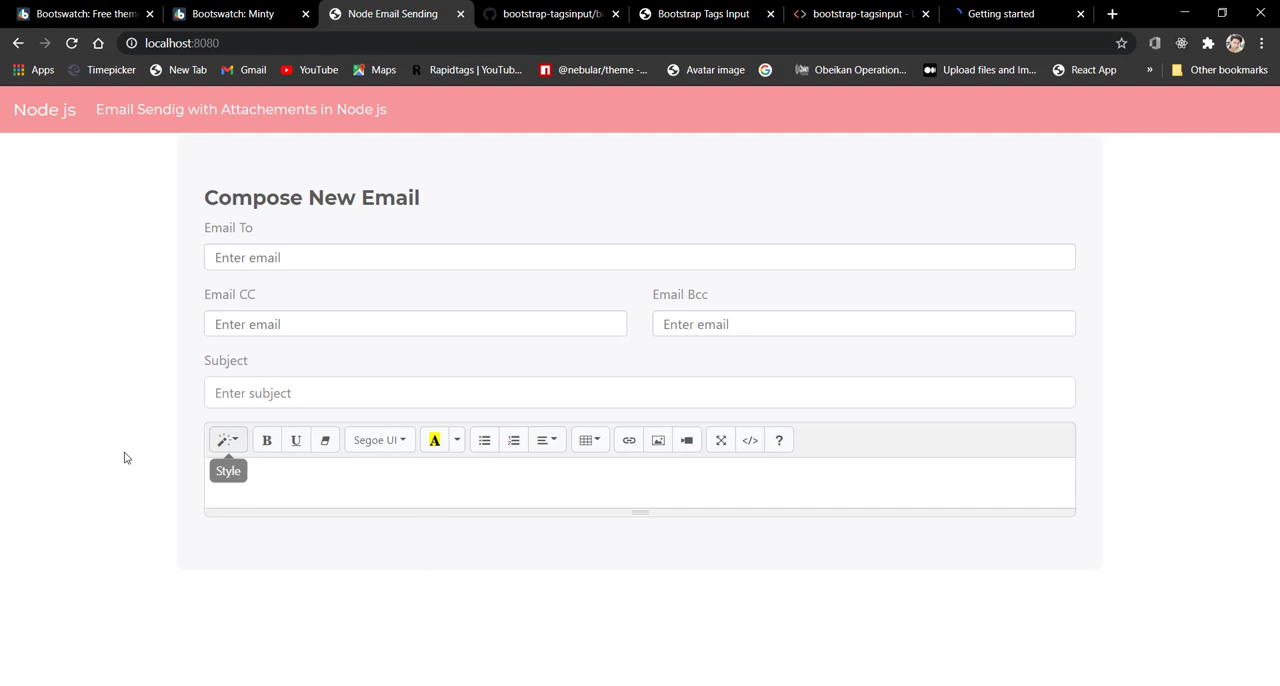 Bootswatch: Free them
Bootswatch: Minty
Node Email Sending
bootstrap-tagsinput/b
Bootstrap Tags Input
bootstrap-tagsinput - 
Getting started
localhost:8080
Apps
Timepicker
New Tab
Gmail
YouTube
Maps
Rapidtags | YouTub...
@nebular/theme -...
Avatar image
Obeikan Operation...
Upload files and Im...
React App
»
Other bookmarks
Node js
Email Sendig with Attachements in Node js
Compose New Email
Email To
Enter email
Email CC
Email Bcc
Enter email
Enter email
Subject
Enter subject
B
U
Segoe UI
A
</>
?
Style